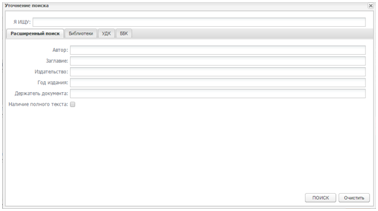 Уточнение поиска
Я ИЩУ:
Расширенный поиск Библиотеки УДК ББК
Автор:
Заглавие:
Издательство:
Год издания:
Держатель документа:
Наличие полного текста:
ПОИСК Очистить